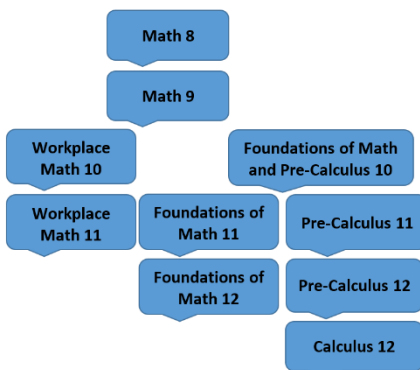 Math 8
Math 9
Workplace
Math 10
Foundations of Math
and Pre-Calculus 10
Workplace
Math 11
Foundations of
Math 11
Pre-Calculus 11
Foundations of
Math 12
Pre-Calculus 12
Calculus 12